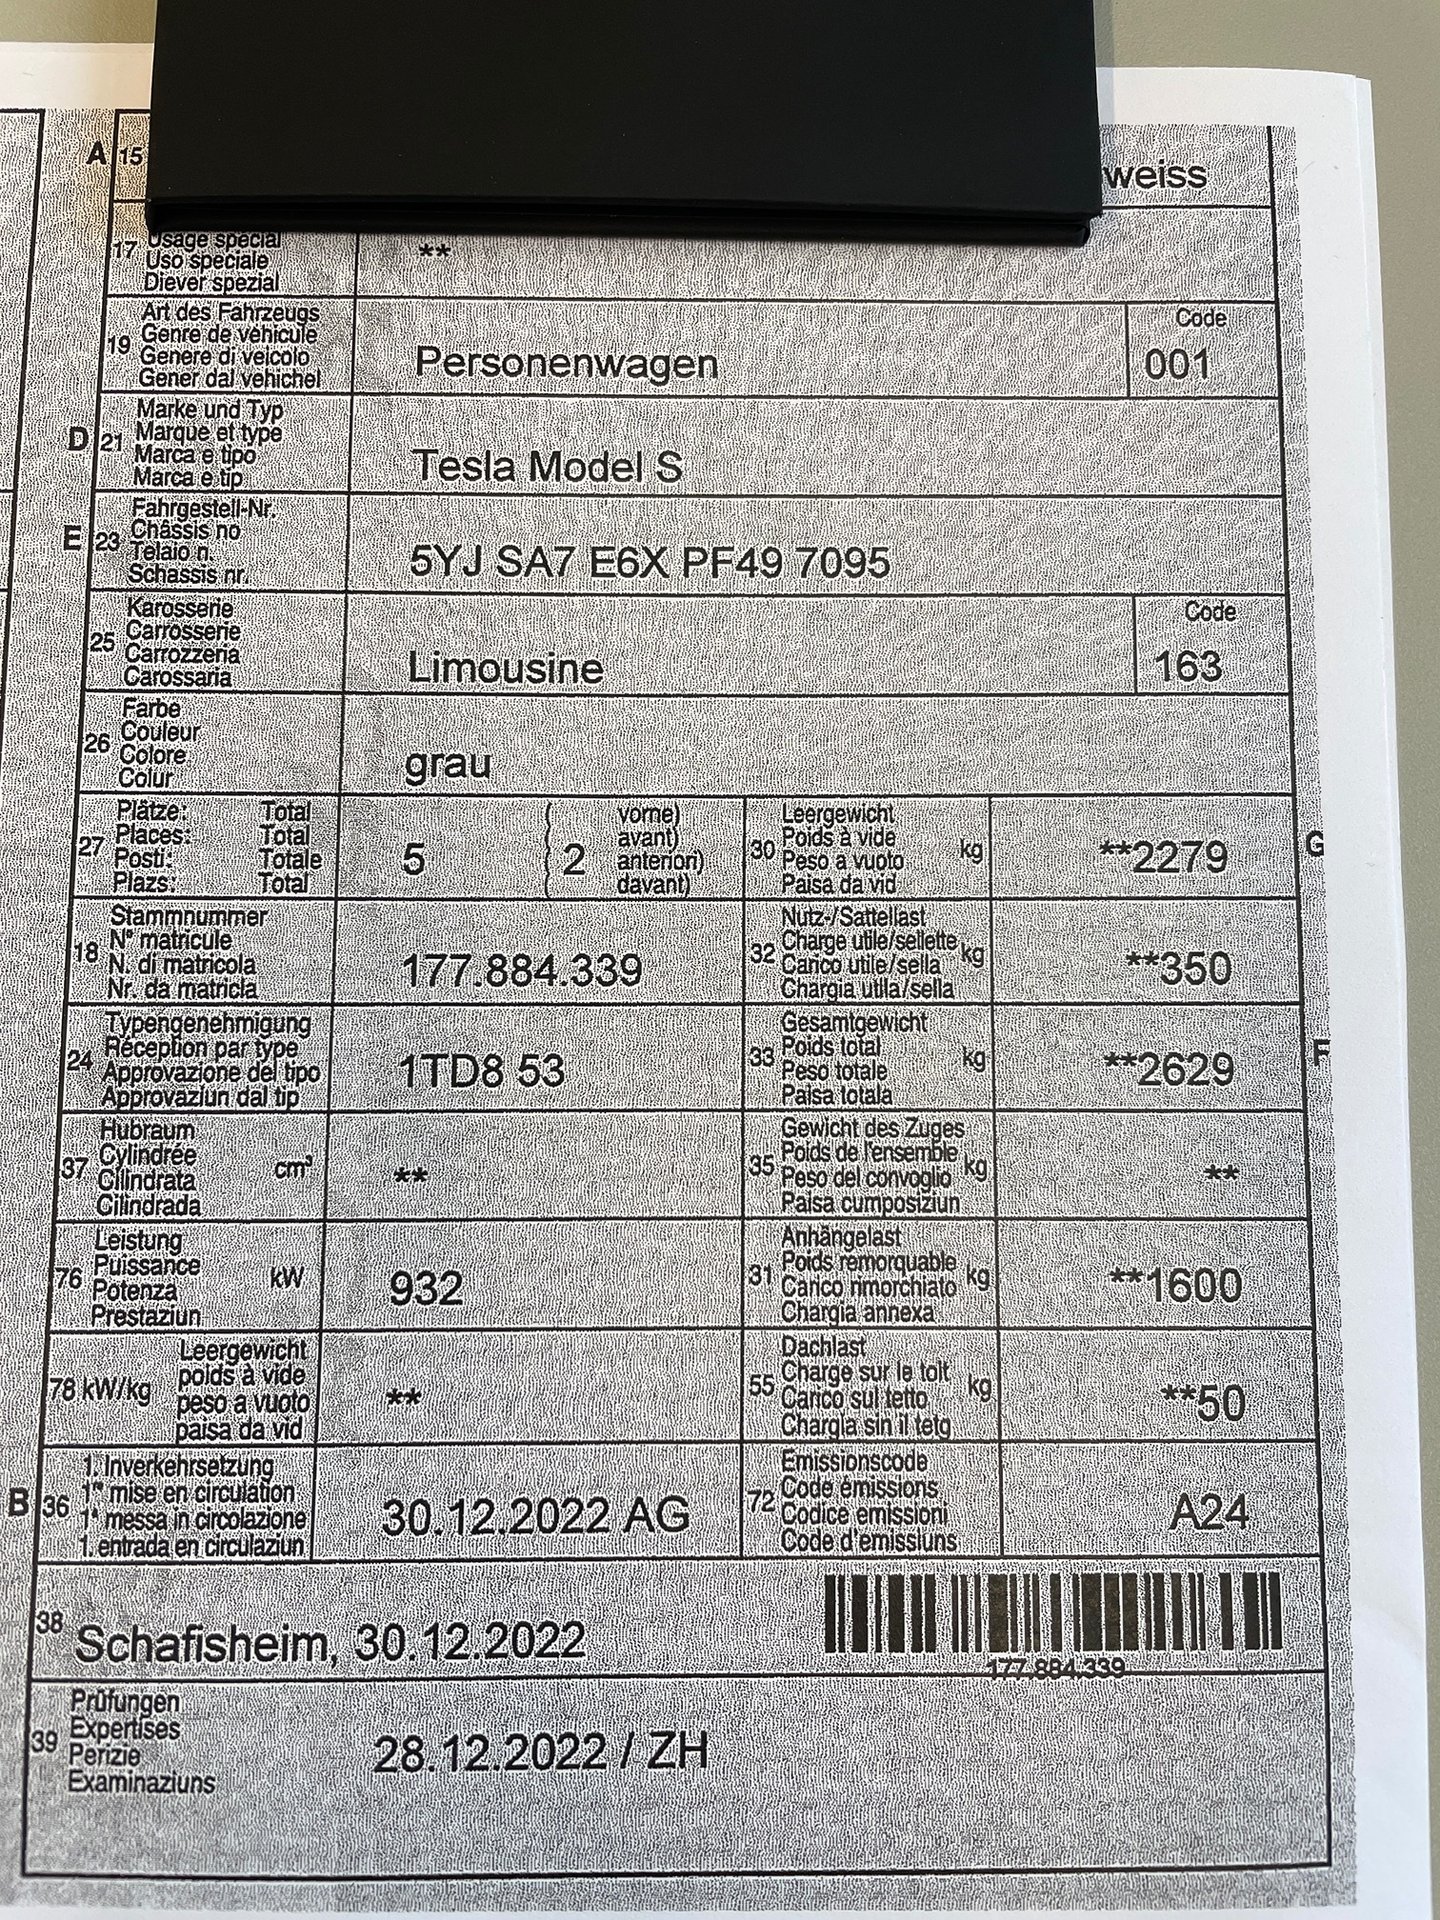 A 15 weiss
17 Usage spécial **
Uso speciale
Diever spezial
19 Art des Fahrzeugs Code
Genre de véhicule Personenwagen 001
Genere di veicolo
Gener dal vehichel
D 21 Marke und Typ
Marque et type Tesla Model S
Marca e tipo
Marca e tip
E 23 Fahrgestell-Nr.
Châssis no 5YJ SA7 E6X PF49 7095
Telaio n.
Schassis nr.
25 Karosserie Code
Carrosserie Limousine 163
Carrozzeria
Carossaria
26 Farbe
Couleur grau
Colore
Colur
27 Plätze: Total 5 ( 2 vorne)
Places: Total avant)
Posti: Totale anteriori)
Plazs: Total davant)
30 Leergewicht kg **2279 G
Poids à vide
Peso a vuoto
Paisa da vid
18 Stammnummer 177.884.339
N° matricule
N. di matricola
Nr. da matricla
32 Nutz-/Sattellast kg **350
Charge utile/sellette
Carico utile/sella
Chargia utila/sella
24 Typengenehmigung 1TD8 53
Réception par type
Approvazione del tipo
Approvaziun dal tip
33 Gesamtgewicht kg **2629 F
Poids total
Peso totale
Paisa totala
37 Hubraum cm³ **
Cylindrée
Cilindrata
Cilindrada
35 Gewicht des Zuges kg **
Poids de l'ensemble
Peso del convoglio
Paisa cumposiziun
76 Leistung kW 932
Puissance
Potenza
Prestaziun
31 Anhängelast kg **1600
Poids remorquable
Carico rimorchiato
Chargia annexa
78 kW/kg Leergewicht **
poids à vide
peso a vuoto
paisa da vid
55 Dachlast kg **50
Charge sur le toit
Carico sul tetto
Chargia sin il tetg
B 36 1. Inverkehrsetzung 30.12.2022 AG
1re mise en circulation
1a messa in circolazione
1. entrada en circulaziun
72 Emissionscode A24
Code émissions
Codice emissioni
Code d'emissiuns
38 Schafisheim, 30.12.2022
177.884.339
39 Prüfungen 28.12.2022 / ZH
Expertises
Perizie
Examinaziuns